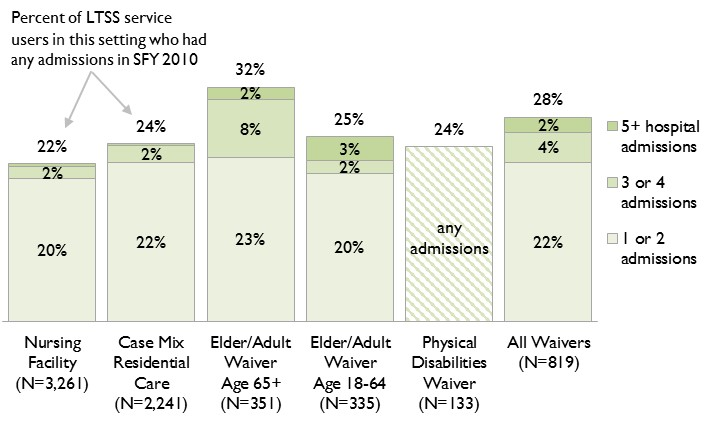 Percent of LTSS service
users in this setting who had
any admissions in SFY 2010
22%
2%
20%
24%
2%
22%
32%
2%
8%
23%
25%
3%
2%
20%
24%
any
admissions
28%
2%
4%
22%
5+ hospital
admissions
3 or 4
admissions
1 or 2
admissions
Nursing
Facility
(N=3,261)
Case Mix
Residential
Care
(N=2,241)
Elder/Adult
Waiver
Age 65+
(N=351)
Elder/Adult
Waiver
Age 18-64
(N=335)
Physical
Disabilities
Waiver
(N=133)
All Waivers
(N=819)